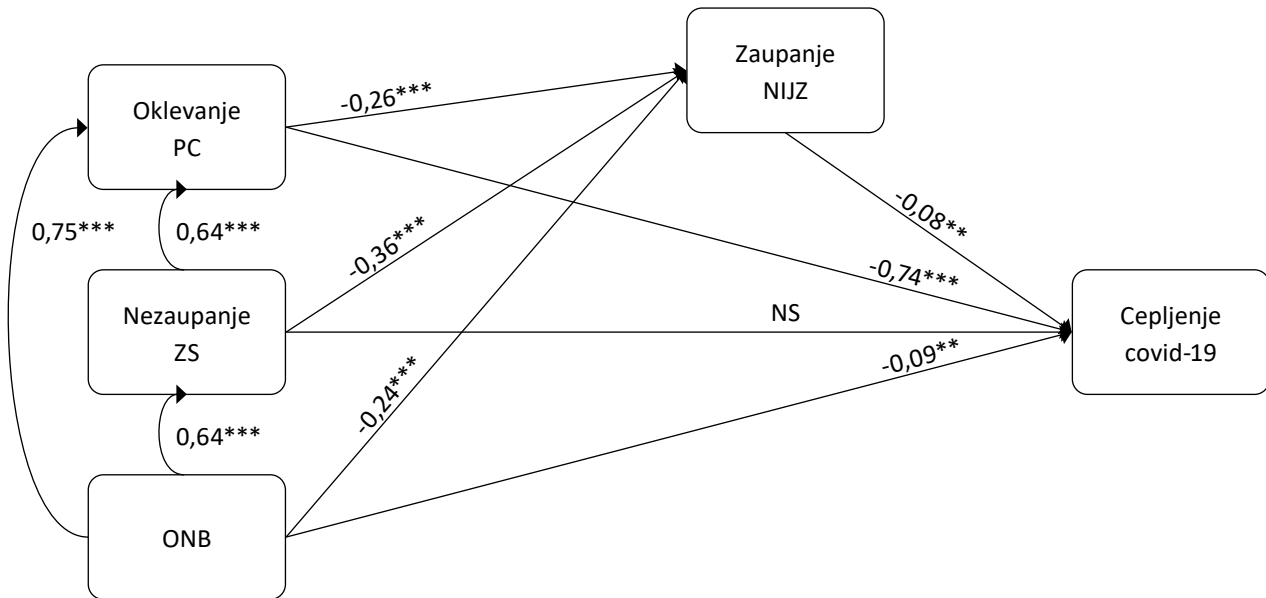 Zaupanje
NIJZ
Oklevanje
PC
-0,26***
0,75***
0,64***
-0,36***
-0,08**
-0,74***
Nezaupanje
ZS
NS
Cepljenje
covid-19
-0,24***
-0,09**
0,64***
ONB